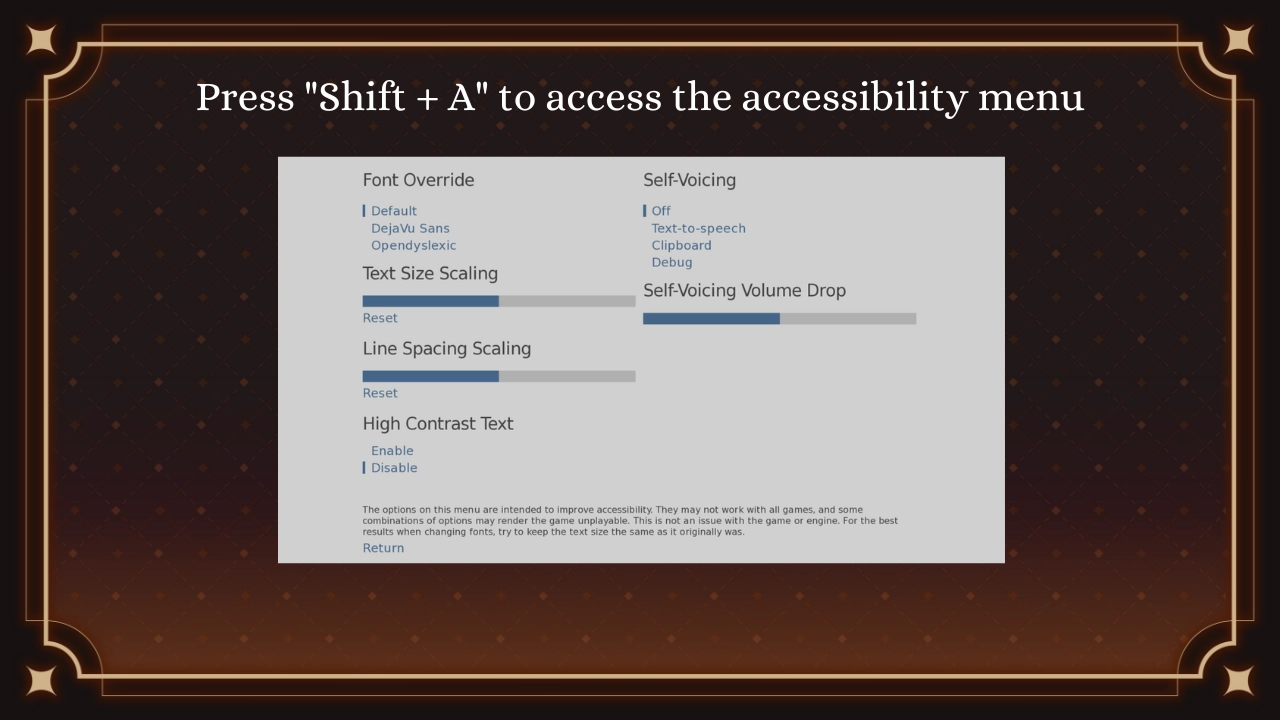 Press "Shift + A" to access the accessibility menu
Font Override
Default
DejaVu Sans
Opendyslexic
Text Size Scaling
Reset
Line Spacing Scaling
Reset
High Contrast Text
Enable
Disable
Self-Voicing
Off
Text-to-speech
Clipboard
Debug
Self-Voicing Volume Drop
The options on this menu are intended to improve accessibility. They may not work with all games, and some
combinations of options may render the game unplayable. This is not an issue with the game or engine. For the best
results when changing fonts, try to keep the text size the same as it originally was.
Return